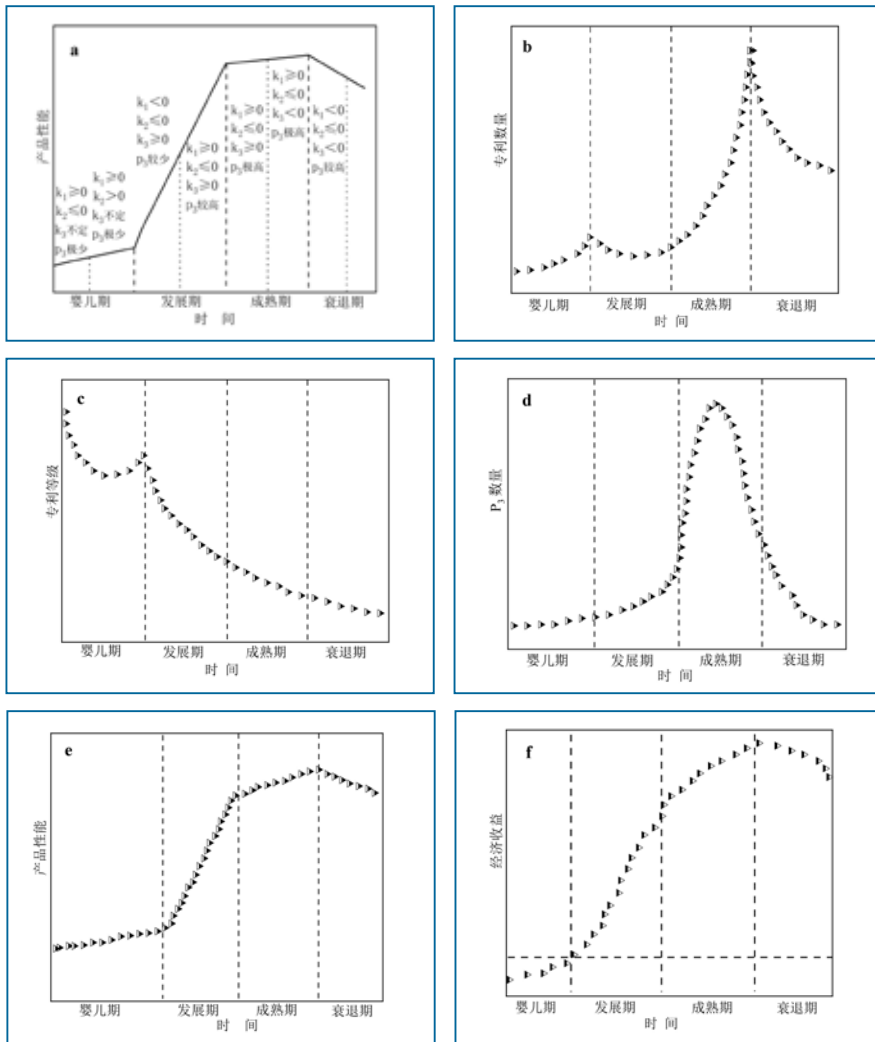 a
产品性能
k₁≥0
k₂≤0
k₃不定
p₃极少
k₁≥0
k₂>0
k₃不定
p₃极少
k₁<0
k₂≤0
k₃≥0
p₃较少
k₁≥0
k₂≤0
k₃≥0
p₃较高
k₁≥0
k₂≤0
k₃≥0
p₃极高
k₁≥0
k₂≤0
k₃<0
p₃极高
k₁<0
k₂≤0
k₃<0
p₃较高
婴儿期 发展期 成熟期 衰退期
时 间
b
专利数量
婴儿期 发展期 成熟期 衰退期
时 间
c
专利等级
婴儿期 发展期 成熟期 衰退期
时 间
d
P₃数量
婴儿期 发展期 成熟期 衰退期
时 间
e
产品性能
婴儿期 发展期 成熟期 衰退期
时 间
f
经济收益
婴儿期 发展期 成熟期 衰退期
时 间